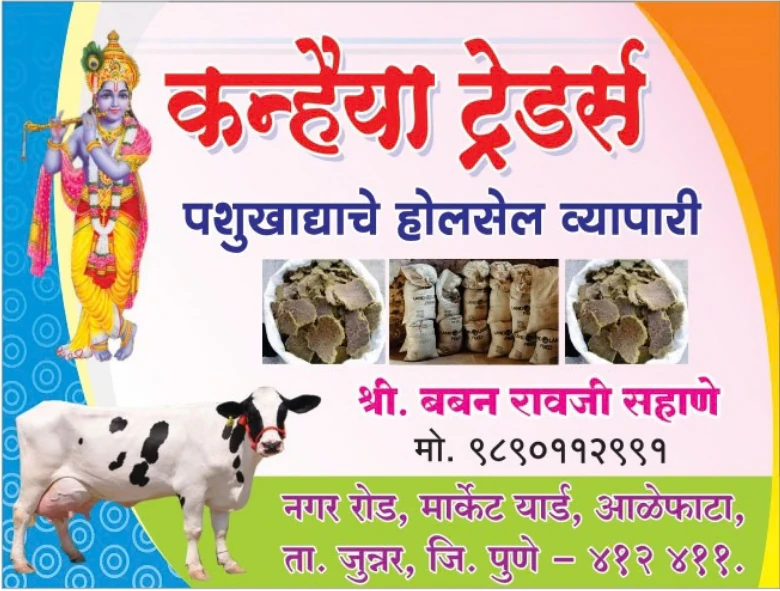 कन्हैया ट्रेडर्स
पशुखाद्याचे होलसेल व्यापारी
श्री. बबन रावजी सहाणे
मो. ९८९०११२९९१
नगर रोड, मार्केट यार्ड, आळेफाटा,
ता. जुन्नर, जि. पुणे – ४१२ ४११.